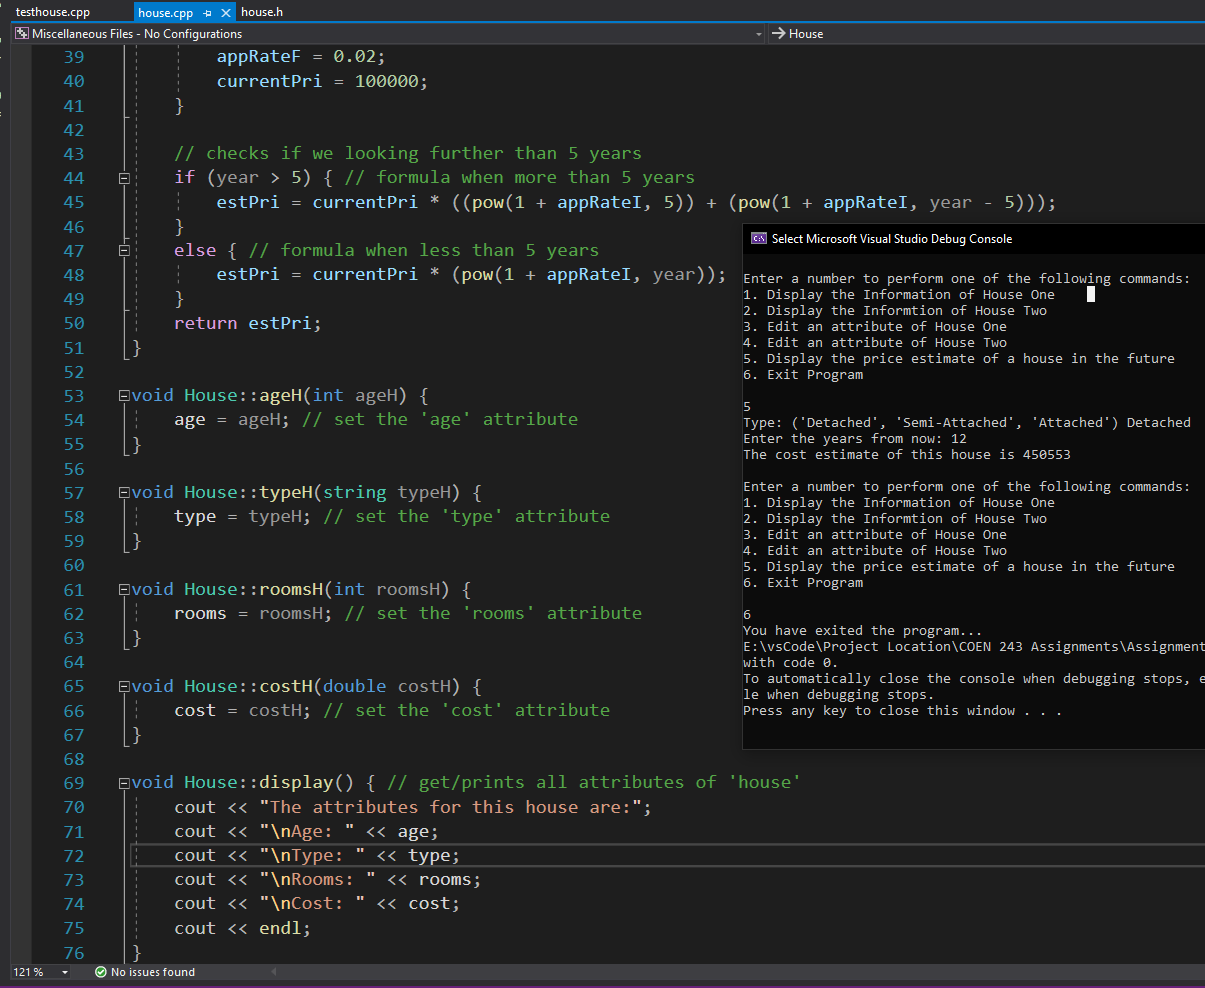 testhouse.cpp house.cpp house.h
Miscellaneous Files - No Configurations House
39 appRateF = 0.02;
40 currentPri = 100000;
41 }
42
43 // checks if we looking further than 5 years
44 if (year > 5) { // formula when more than 5 years
45 estPri = currentPri * ((pow(1 + appRateI, 5)) + (pow(1 + appRateI, year - 5)));
46 }
47 else { // formula when less than 5 years
48 estPri = currentPri * (pow(1 + appRateI, year));
49 }
50 return estPri;
51 }
52
53 void House::ageH(int ageH) {
54 age = ageH; // set the 'age' attribute
55 }
56
57 void House::typeH(string typeH) {
58 type = typeH; // set the 'type' attribute
59 }
60
61 void House::roomsH(int roomsH) {
62 rooms = roomsH; // set the 'rooms' attribute
63 }
64
65 void House::costH(double costH) {
66 cost = costH; // set the 'cost' attribute
67 }
68
69 void House::display() { // get/prints all attributes of 'house'
70 cout << "The attributes for this house are:";
71 cout << "\nAge: " << age;
72 cout << "\nType: " << type;
73 cout << "\nRooms: " << rooms;
74 cout << "\nCost: " << cost;
75 cout << endl;
76 }
121 % No issues found
Select Microsoft Visual Studio Debug Console
Enter a number to perform one of the following commands:
1. Display the Information of House One
2. Display the Informtion of House Two
3. Edit an attribute of House One
4. Edit an attribute of House Two
5. Display the price estimate of a house in the future
6. Exit Program
5
Type: ('Detached', 'Semi-Attached', 'Attached') Detached
Enter the years from now: 12
The cost estimate of this house is 450553
Enter a number to perform one of the following commands:
1. Display the Information of House One
2. Display the Informtion of House Two
3. Edit an attribute of House One
4. Edit an attribute of House Two
5. Display the price estimate of a house in the future
6. Exit Program
6
You have exited the program...
E:\vsCode\Project Location\COEN 243 Assignments\Assignment
with code 0.
To automatically close the console when debugging stops, e
le when debugging stops.
Press any key to close this window . . .